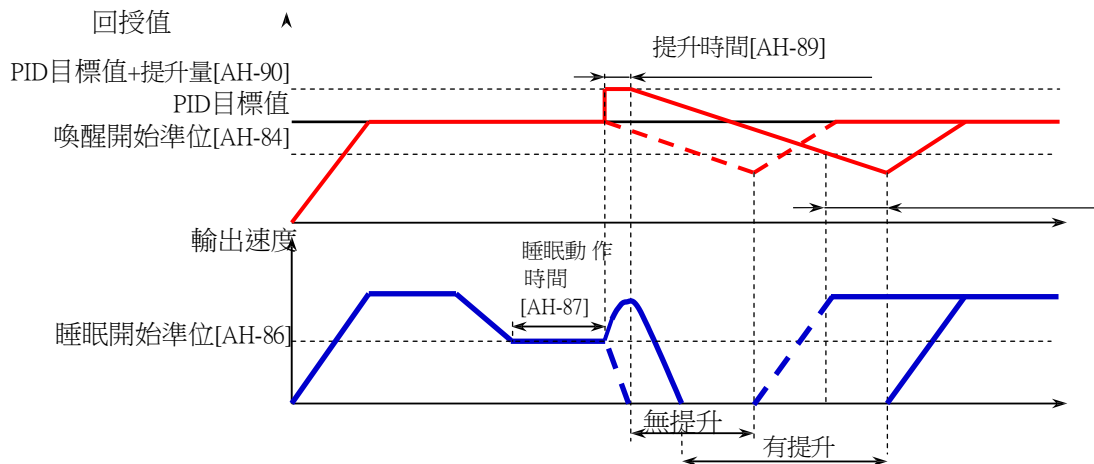 回授值
提升時間[AH-89]
PID目標值+提升量[AH-90]
PID目標值
喚醒開始準位[AH-84]
輸出速度
睡眠動 作
時間
[AH-87]
睡眠開始準位[AH-86]
無提升
有提升